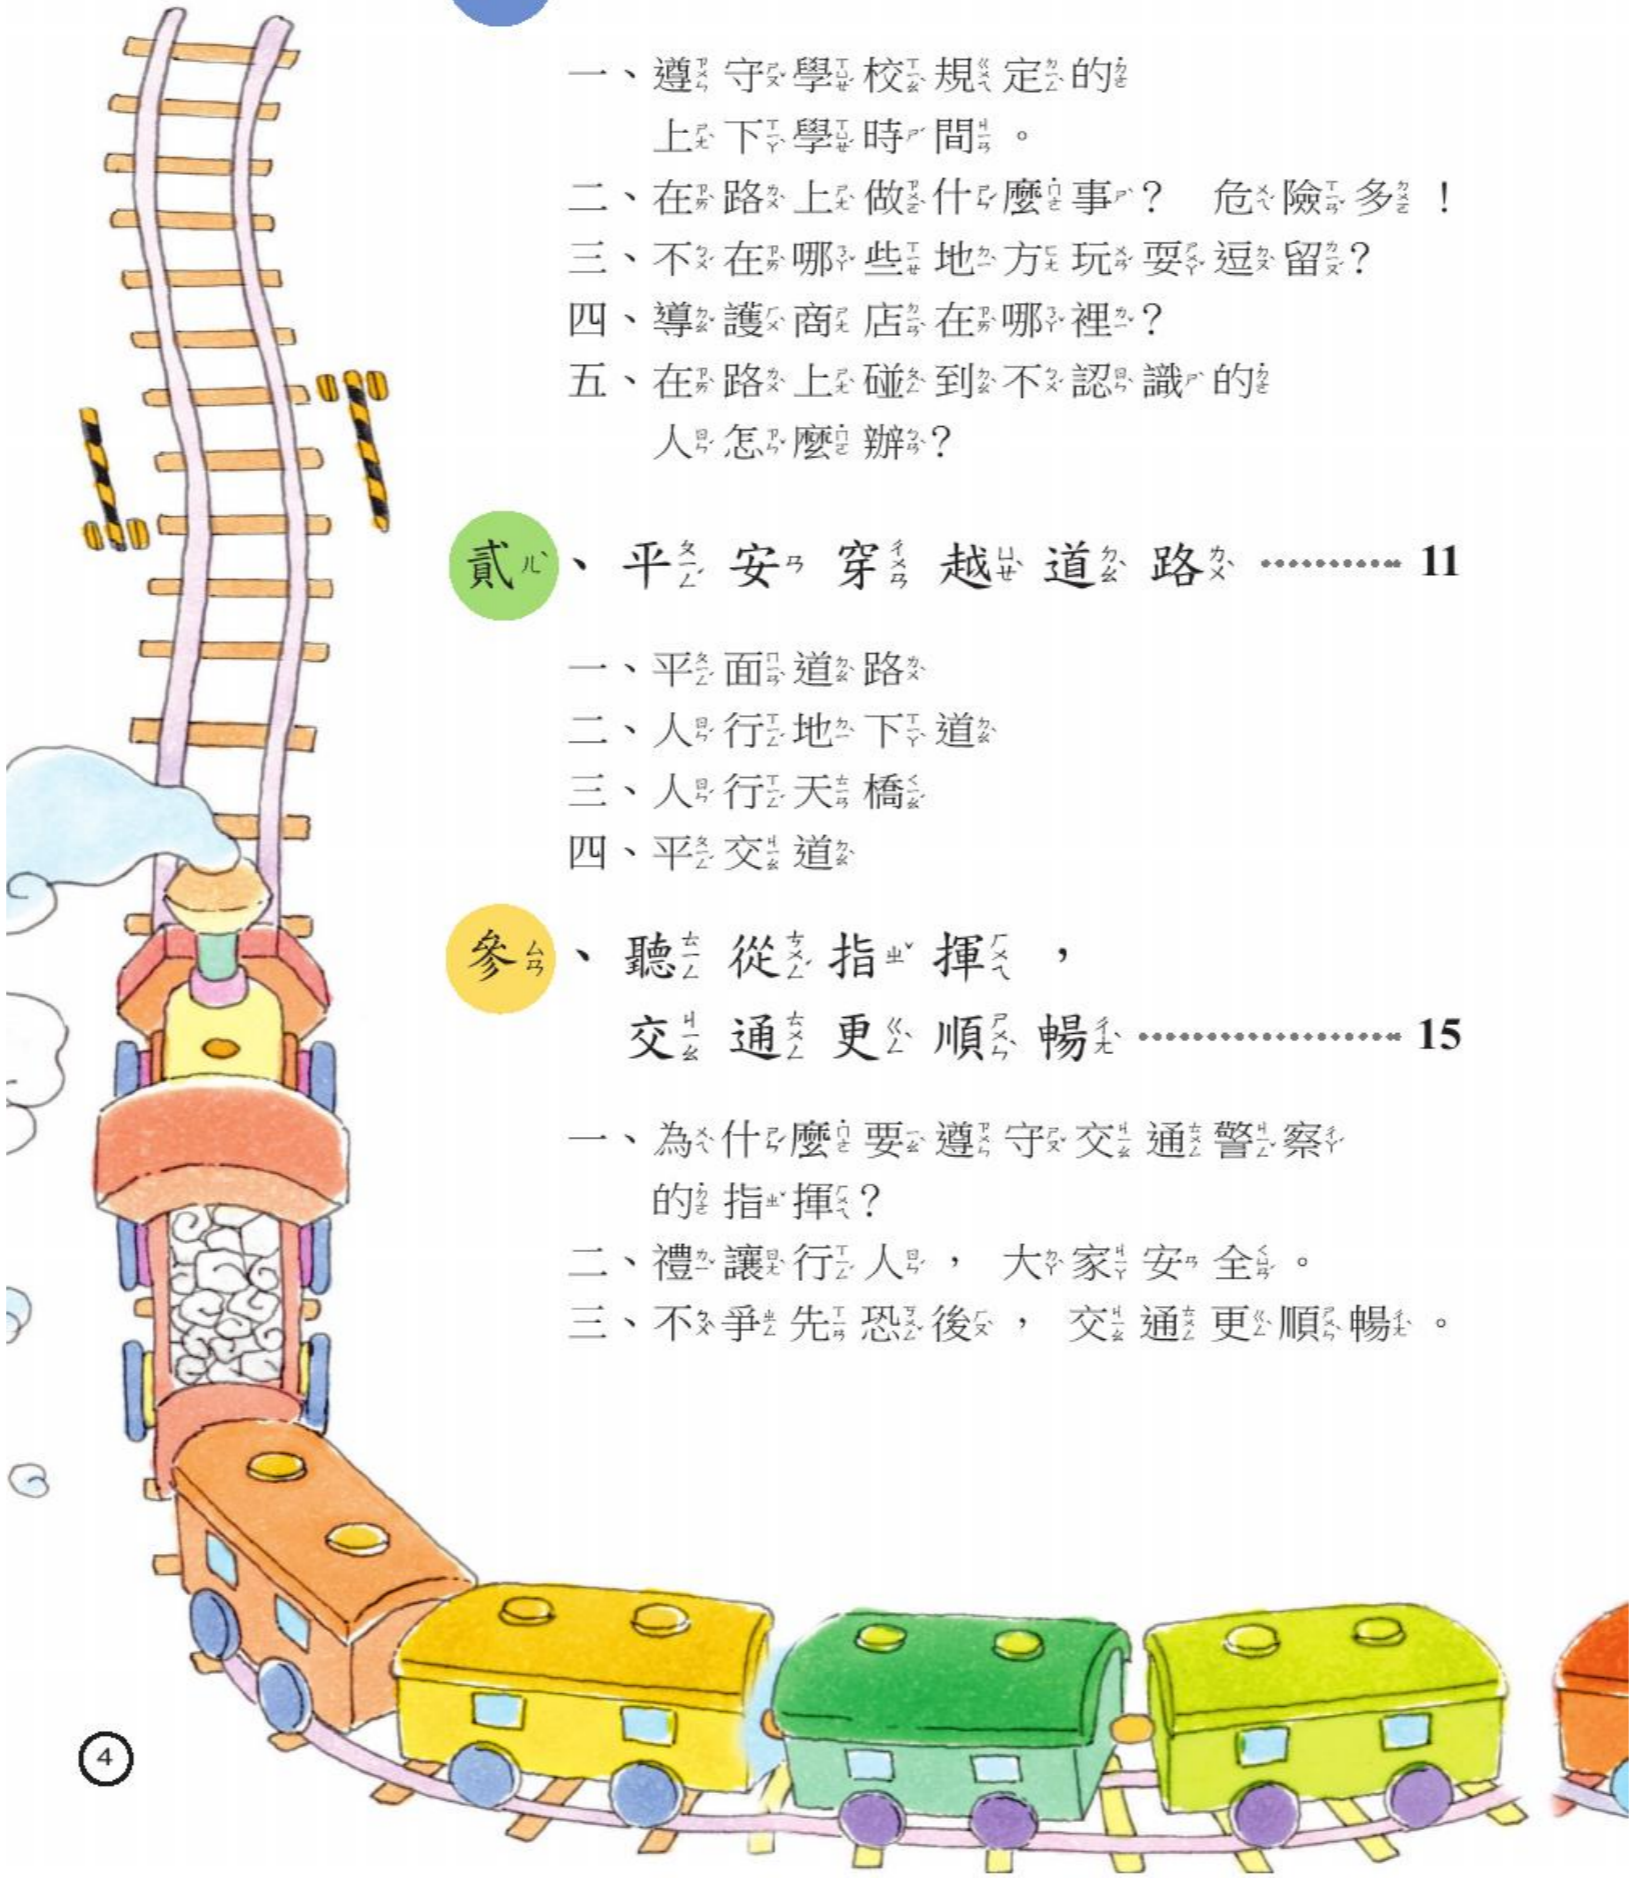 一、遵守學校規定的
上下學時間。
二、在路上做什麼事？ 危險多！
三、不在哪些地方玩耍逗留？
四、導護商店在哪裡？
五、在路上碰到不認識的
人怎麼辦？
貳、平安穿越道路 ………… 11
一、平面道路
二、人行地下道
三、人行天橋
四、平交道
參、聽從指揮，
交通更順暢 ………………… 15
一、為什麼要遵守交通警察
的指揮？
二、禮讓行人，大家安全。
三、不爭先恐後，交通更順暢。
4